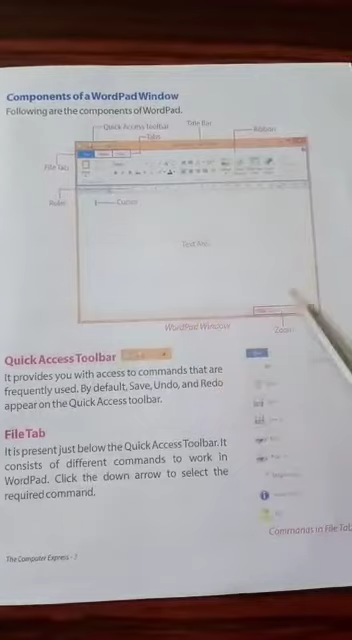 Components of a WordPad Window
Following are the components of WordPad.
Quick Access Toolbar
Title Bar
Tabs
Ribbon
File Tab
Ruler
Cursor
Text Area
WordPad Window
Zoom
Quick Access Toolbar
It provides you with access to commands that are
frequently used. By default, Save, Undo, and Redo
appear on the Quick Access toolbar.
File Tab
It is present just below the Quick Access Toolbar. It
consists of different commands to work in
WordPad. Click the down arrow to select the
required command.
Commands in File Tab
The Computer Express - 7